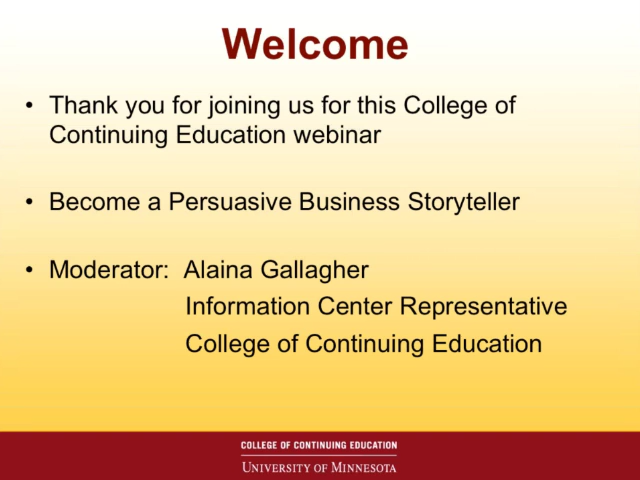 Welcome
• Thank you for joining us for this College of
Continuing Education webinar
• Become a Persuasive Business Storyteller
• Moderator: Alaina Gallagher
Information Center Representative
College of Continuing Education
COLLEGE OF CONTINUING EDUCATION
UNIVERSITY OF MINNESOTA